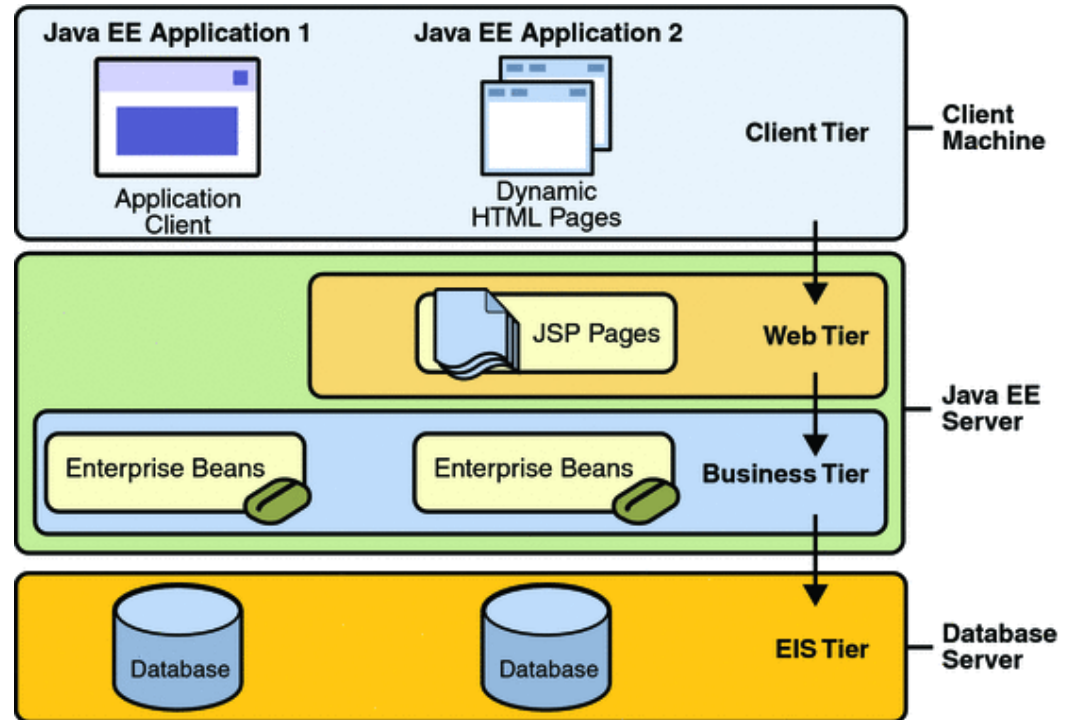 Java EE Application 1
Java EE Application 2
Application
Client
Dynamic
HTML Pages
Client Tier
Client
Machine
JSP Pages
Web Tier
Java EE
Server
Enterprise Beans
Enterprise Beans
Business Tier
Database
Database
EIS Tier
Database
Server